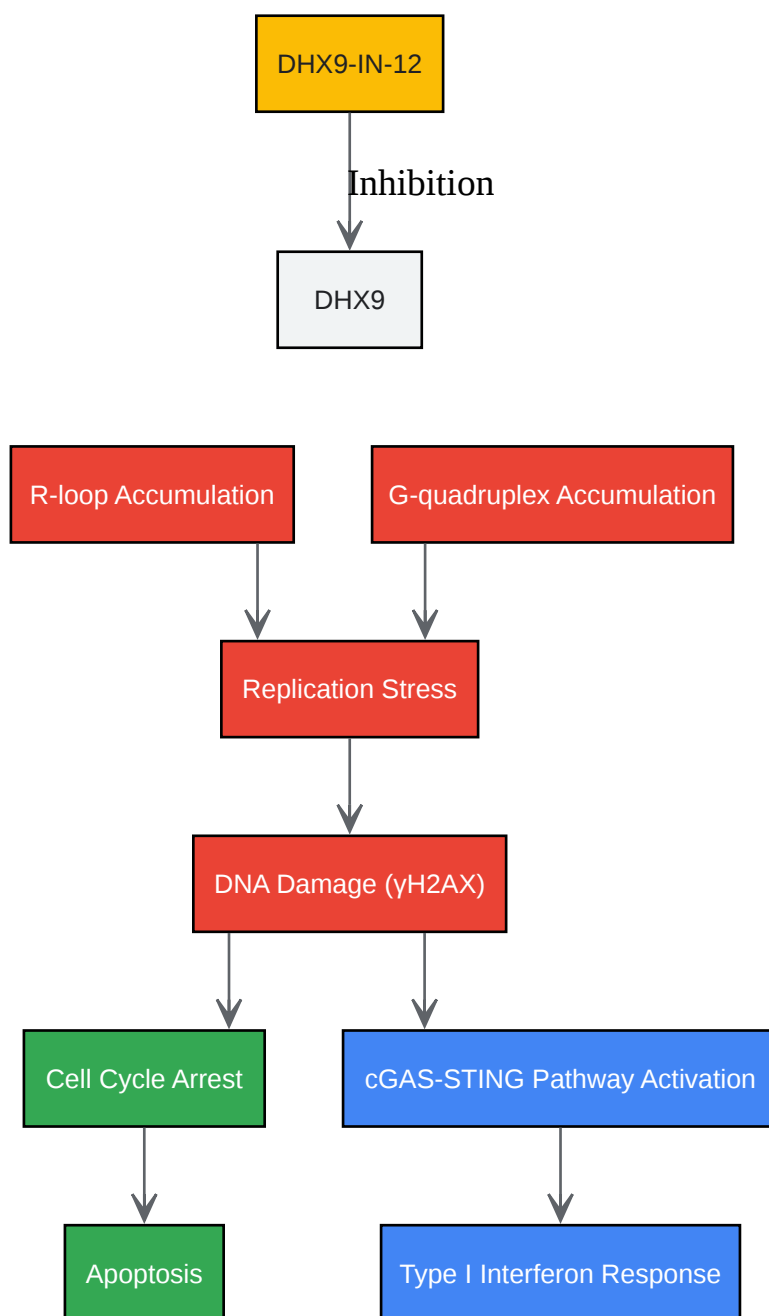 DHX9-IN-12
Inhibition
DHX9
R-loop Accumulation
G-quadruplex Accumulation
Replication Stress
DNA Damage (γH2AX)
Cell Cycle Arrest
cGAS-STING Pathway Activation
Apoptosis
Type I Interferon Response